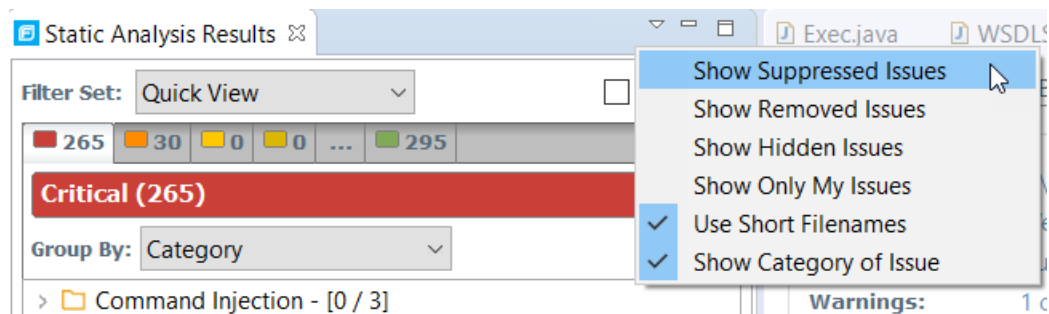 Static Analysis Results
Exec.java
Filter Set: Quick View
Show Suppressed Issues
Show Removed Issues
265 30 0 0 ... 295
Show Hidden Issues
Critical (265)
Show Only My Issues
Use Short Filenames
Group By: Category
Show Category of Issue
Command Injection - [0 / 3]
Warnings: